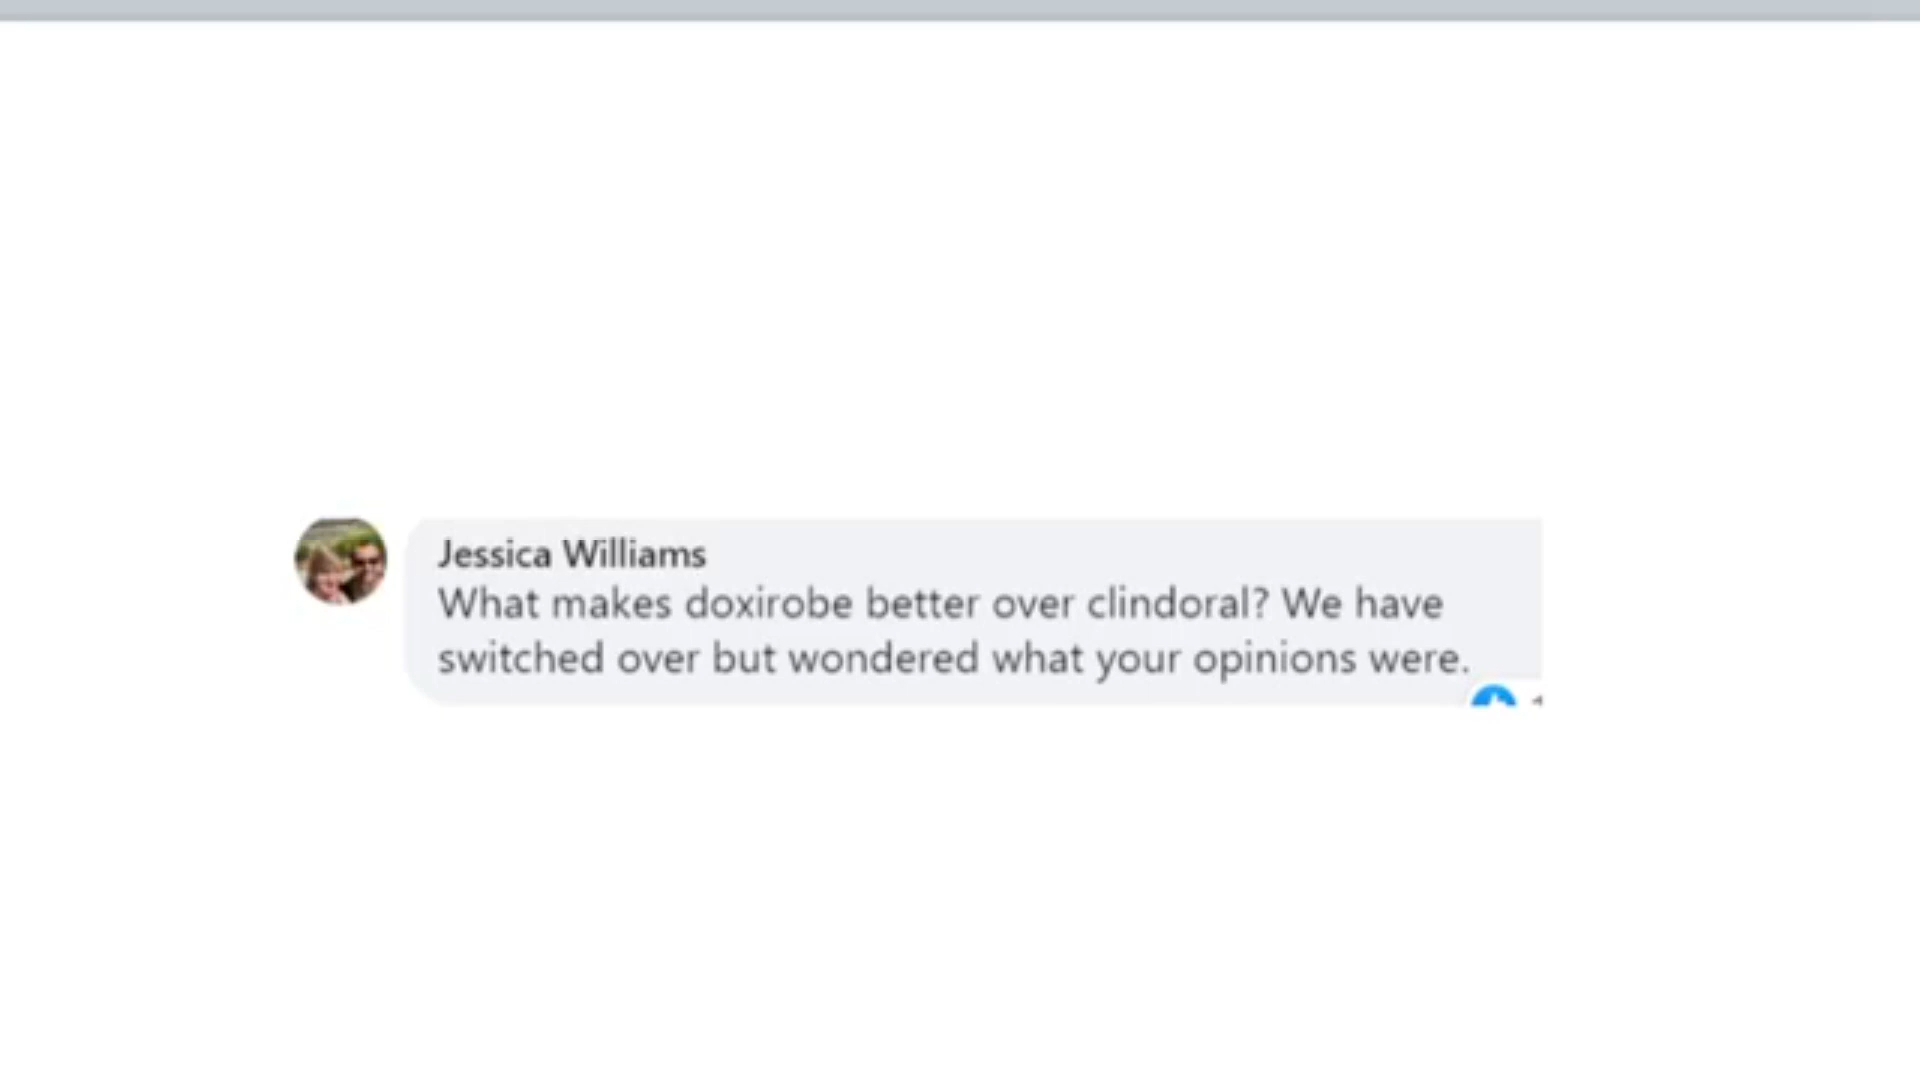 Jessica Williams
What makes doxirobe better over clindoral? We have
switched over but wondered what your opinions were.